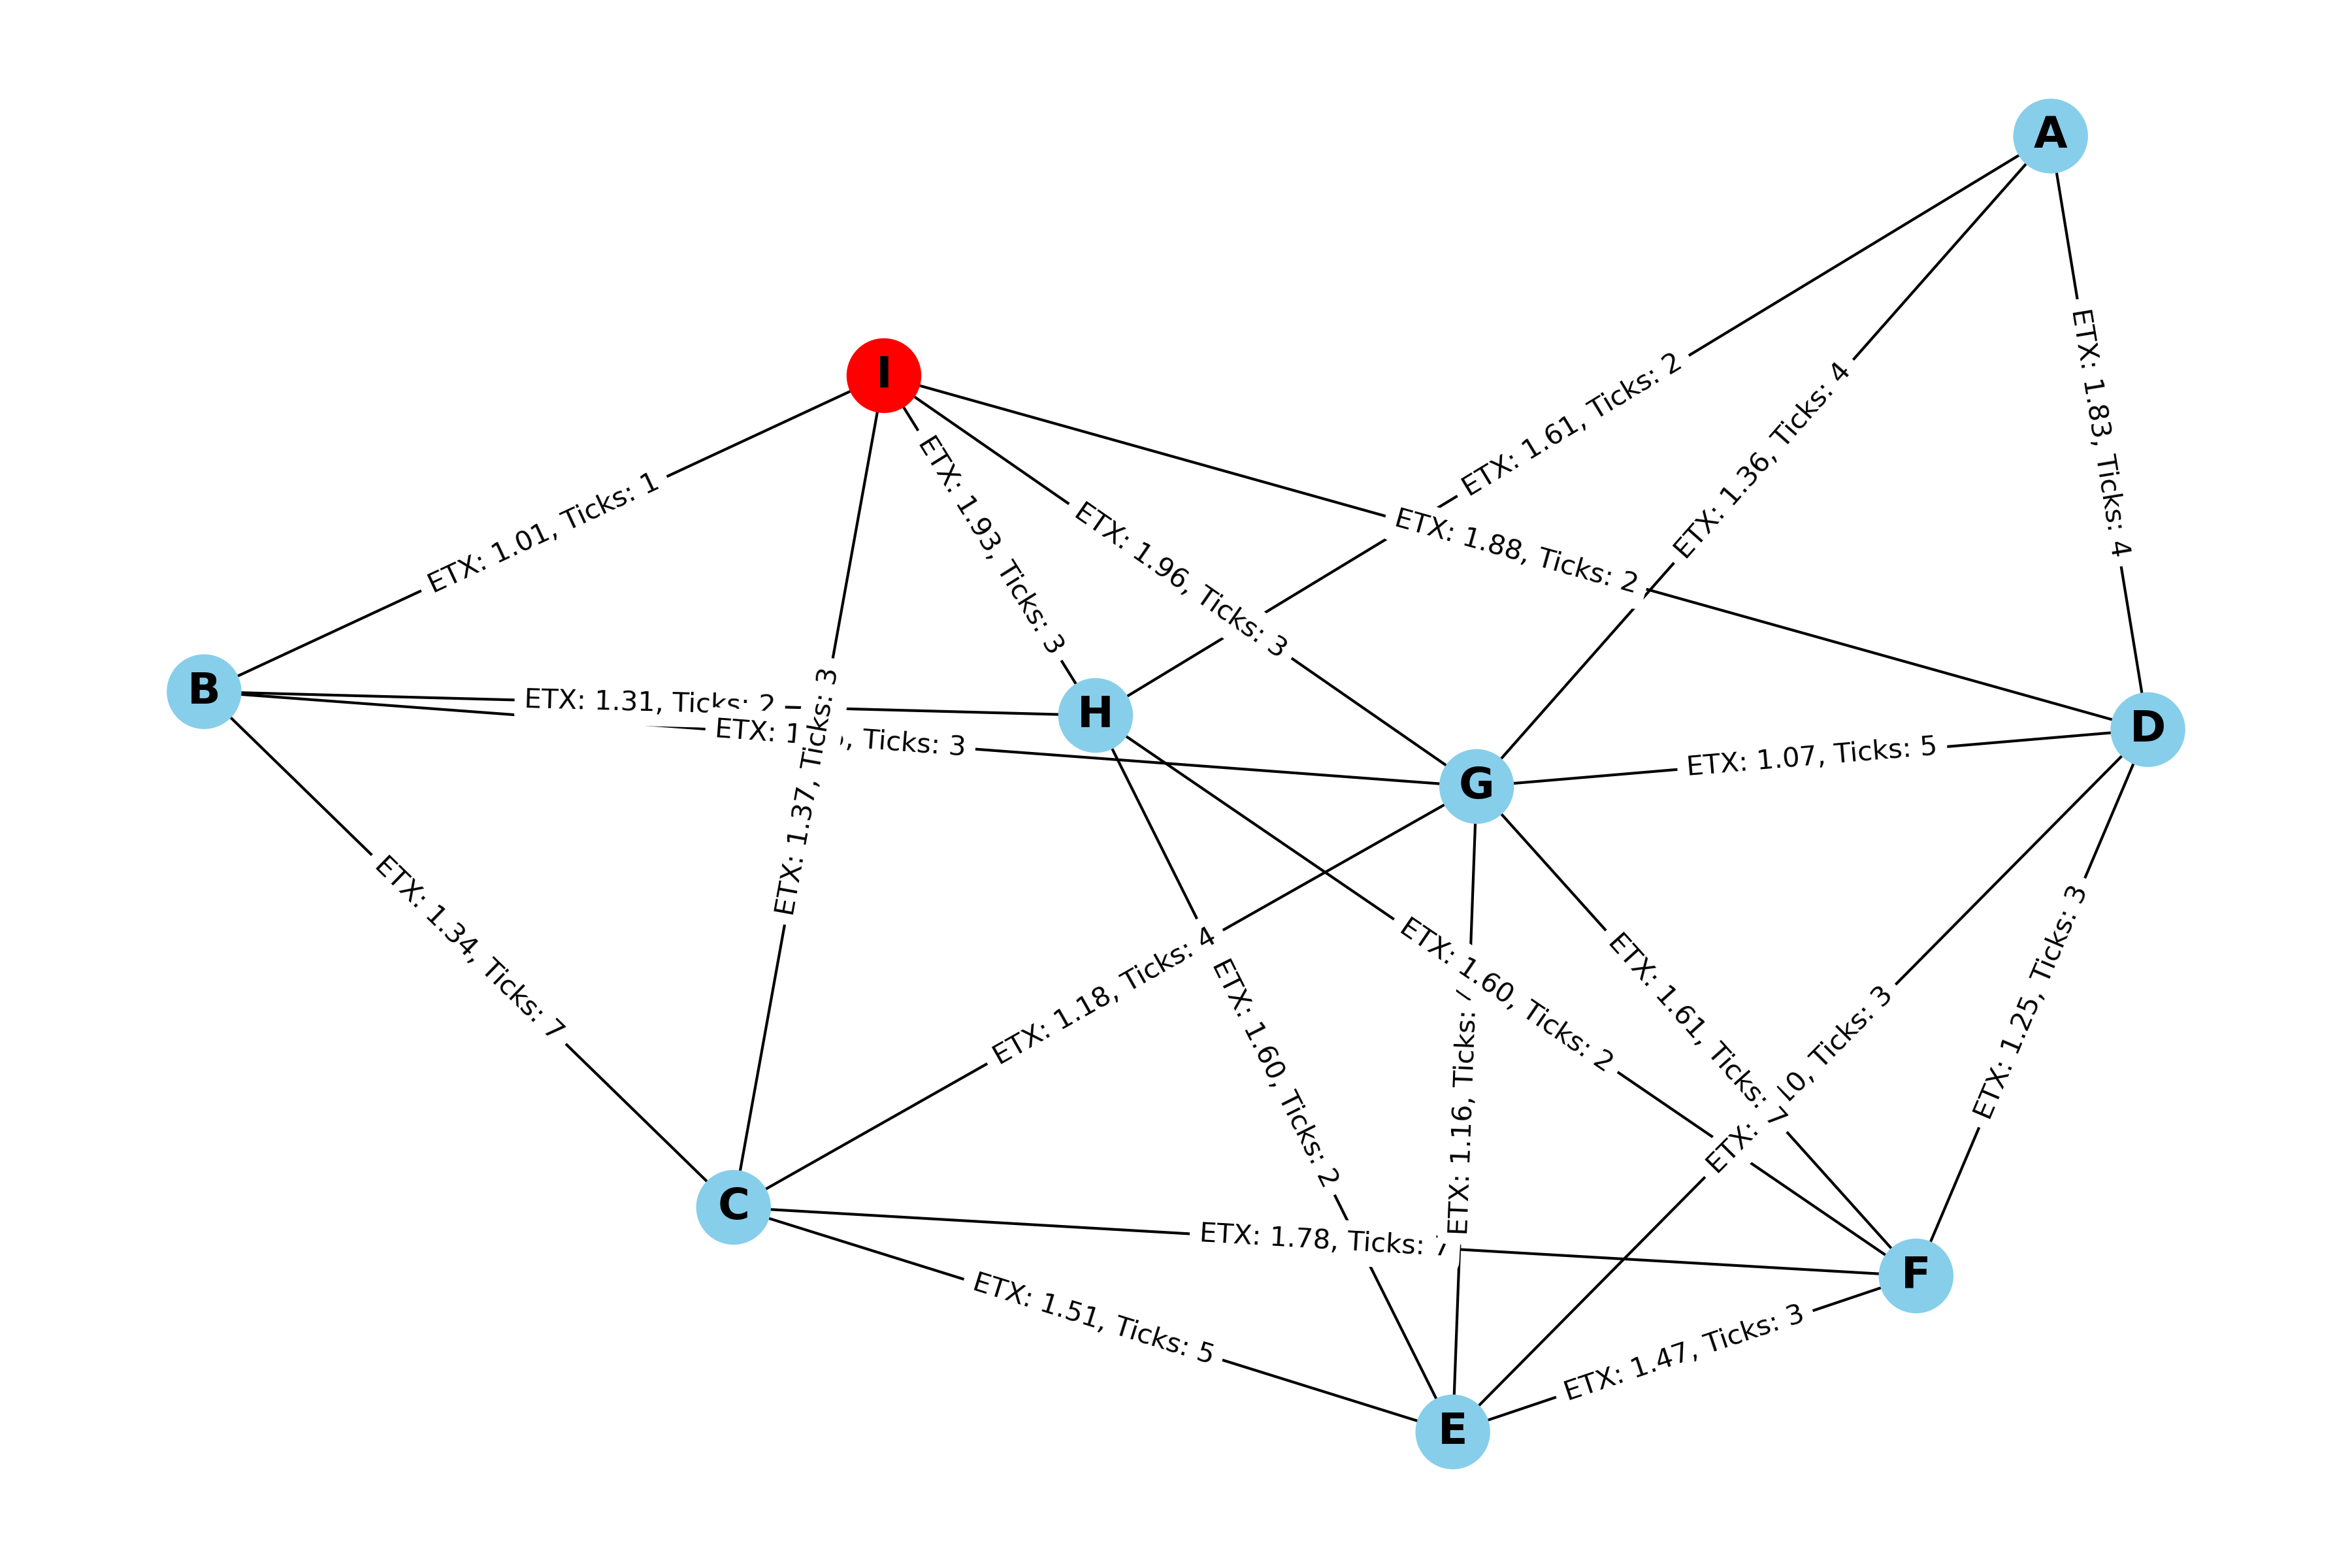 A
I
ETX: 1.61, Ticks: 2
ETX: 1.36, Ticks: 4
ETX: 1.83, Ticks: 4
ETX: 1.01, Ticks: 1
ETX: 1.93, Ticks: 3
ETX: 1.96, Ticks: 3
ETX: 1.88, Ticks: 2
B
ETX: 1.31, Ticks: 2
H
D
ETX: Ticks: 3
ETX: 1.37, Ticks: 3
G
ETX: 1.07, Ticks: 5
ETX: 1.34, Ticks: 7
ETX: 1.18, Ticks: 4
ETX: 1.60, Ticks: 2
ETX: 1.60, Ticks: 2
ETX: 1.16, Ticks:
ETX: 1.61, Ticks: 7
ETX: Ticks: 3
ETX: 1.25, Ticks: 3
C
ETX: 1.78, Ticks: 7
F
ETX: 1.51, Ticks: 5
ETX: 1.47, Ticks: 3
E